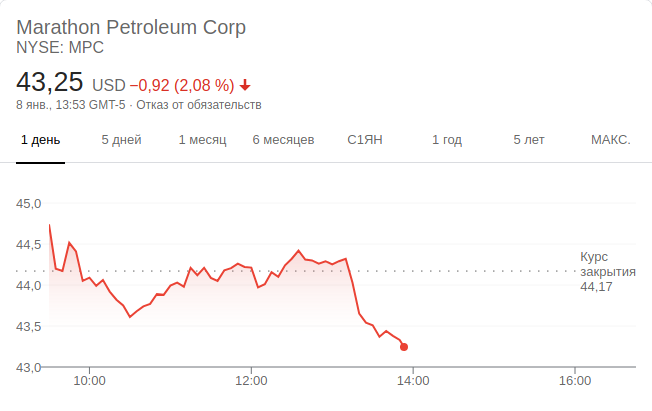 Marathon Petroleum Corp
NYSE: MPC
43,25 USD −0,92 (2,08 %)
8 янв., 13:53 GMT-5 · Отказ от обязательств
1 день 5 дней 1 месяц 6 месяцев С1ЯН 1 год 5 лет МАКС.
45,0
44,5
Курс
закрытия
44,17
44,0
43,5
43,0
10:00 12:00 14:00 16:00